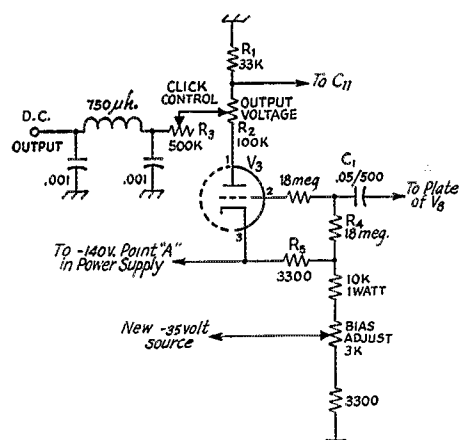 R1
33K
To C11
CLICK
CONTROL
OUTPUT
VOLTAGE
R2
100K
750 μh.
D.C.
OUTPUT
R3
500K
.001
.001
1
V3
2
3
18meg
C1
.05/500
To Plate
of V8
R4
18meg.
To -140v. Point "A"
in Power Supply
R5
3300
10K
1WATT
New -35volt
source
BIAS
ADJUST
3K
3300